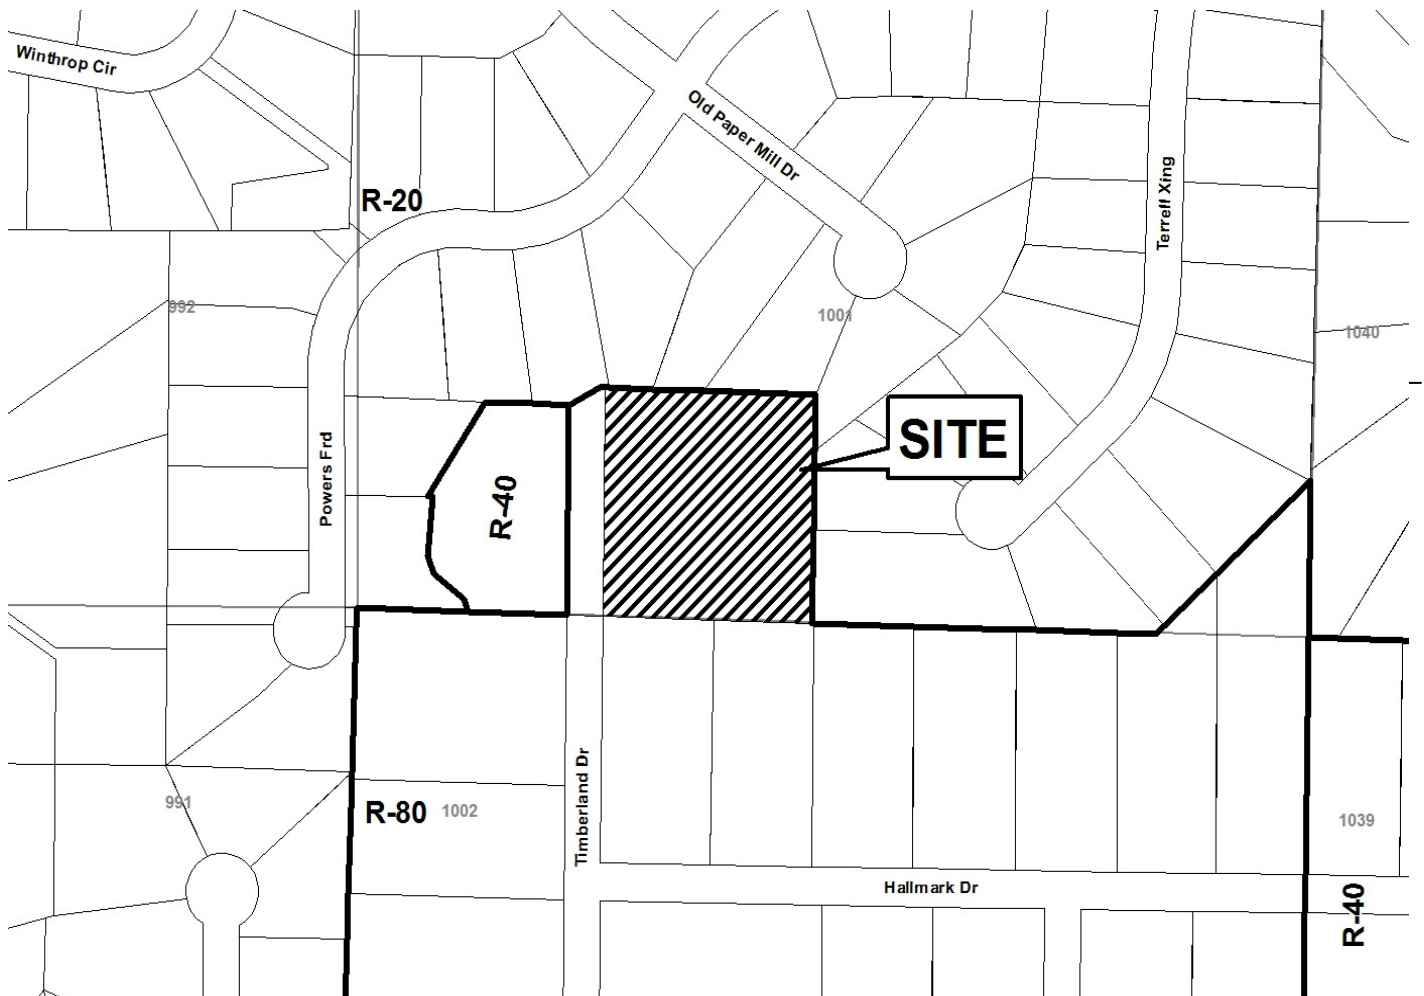 Winthrop Cir
Old Paper Mill Dr
R-20
Terrell Xing
992
1001
1040
SITE
Powers Frd
R-40
Timberland Dr
991
R-80
1002
1039
Hallmark Dr
R-40